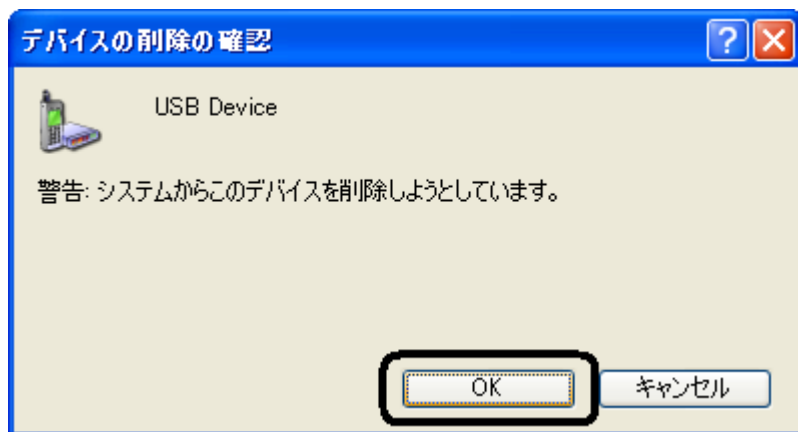 デバイスの削除の確認
USB Device
警告: システムからこのデバイスを削除しようとしています。
OK
キャンセル